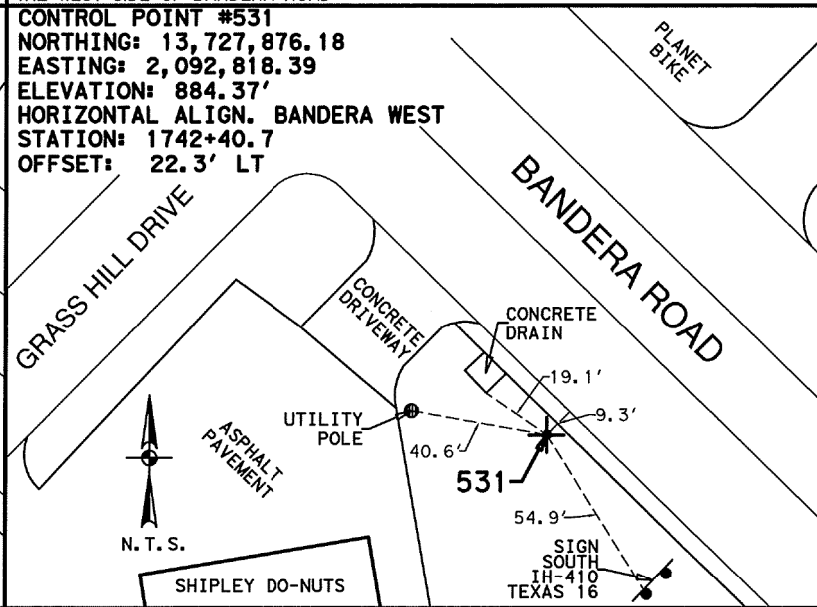 CONTROL POINT #531
NORTHING: 13,727,876.18
EASTING: 2,092,818.39
ELEVATION: 884.37'
HORIZONTAL ALIGN. BANDERA WEST
STATION: 1742+40.7
OFFSET: 22.3' LT
PLANET
BIKE
BANDERA ROAD
GRASS HILL DRIVE
CONCRETE
DRIVEWAY
CONCRETE
DRAIN
19.1'
9.3'
UTILITY
POLE
40.6'
ASPHALT
PAVEMENT
531
54.9'
N.T.S.
SIGN
SOUTH
IH-410
TEXAS 16
SHIPLEY DO-NUTS